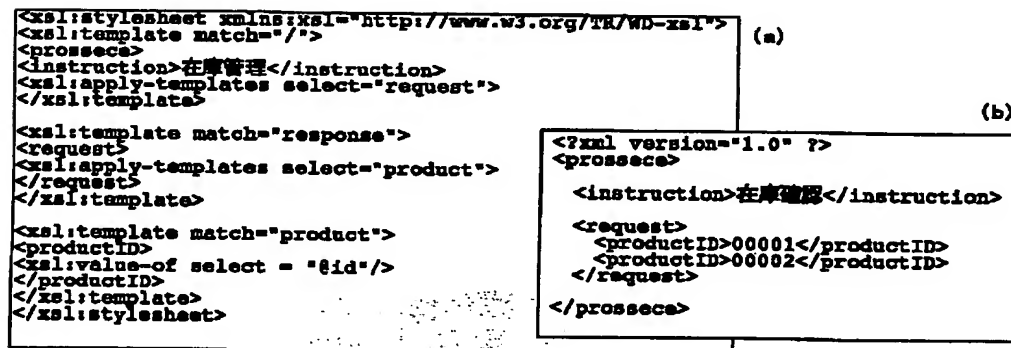 <xsl:stylesheet xmlns:xsl="http://www.w3.org/TR/WD-xsl">
(a)
<xsl:template match="/">
<prossece>
<instruction>在庫管理</instruction>
<xsl:apply-templates select="request">
</xsl:template>
<xsl:template match="response">
<request>
<xsl:apply-templates select="product">
</request>
</xsl:template>
<xsl:template match="product">
<productID>
<xsl:value-of select = "@id"/>
</productID>
</xsl:template>
</xsl:stylesheet>
(b)
<?xml version="1.0" ?>
<prossece>
<instruction>在庫確認</instruction>
<request>
<productID>00001</productID>
<productID>00002</productID>
</request>
</prossece>